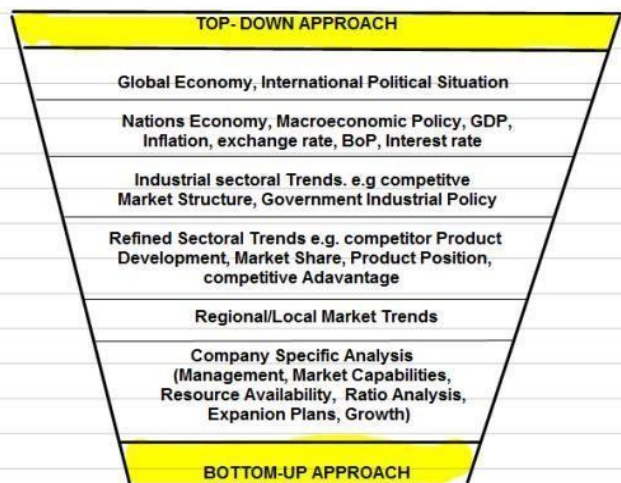 TOP- DOWN APPROACH
Global Economy, International Political Situation
Nations Economy, Macroeconomic Policy, GDP,
Inflation, exchange rate, BoP, Interest rate
Industrial sectoral Trends. e.g competitve
Market Structure, Government Industrial Policy
Refined Sectoral Trends e.g. competitor Product
Development, Market Share, Product Position,
competitive Adavantage
Regional/Local Market Trends
Company Specific Analysis
(Management, Market Capabilities,
Resource Availability, Ratio Analysis,
Expanion Plans, Growth)
BOTTOM-UP APPROACH